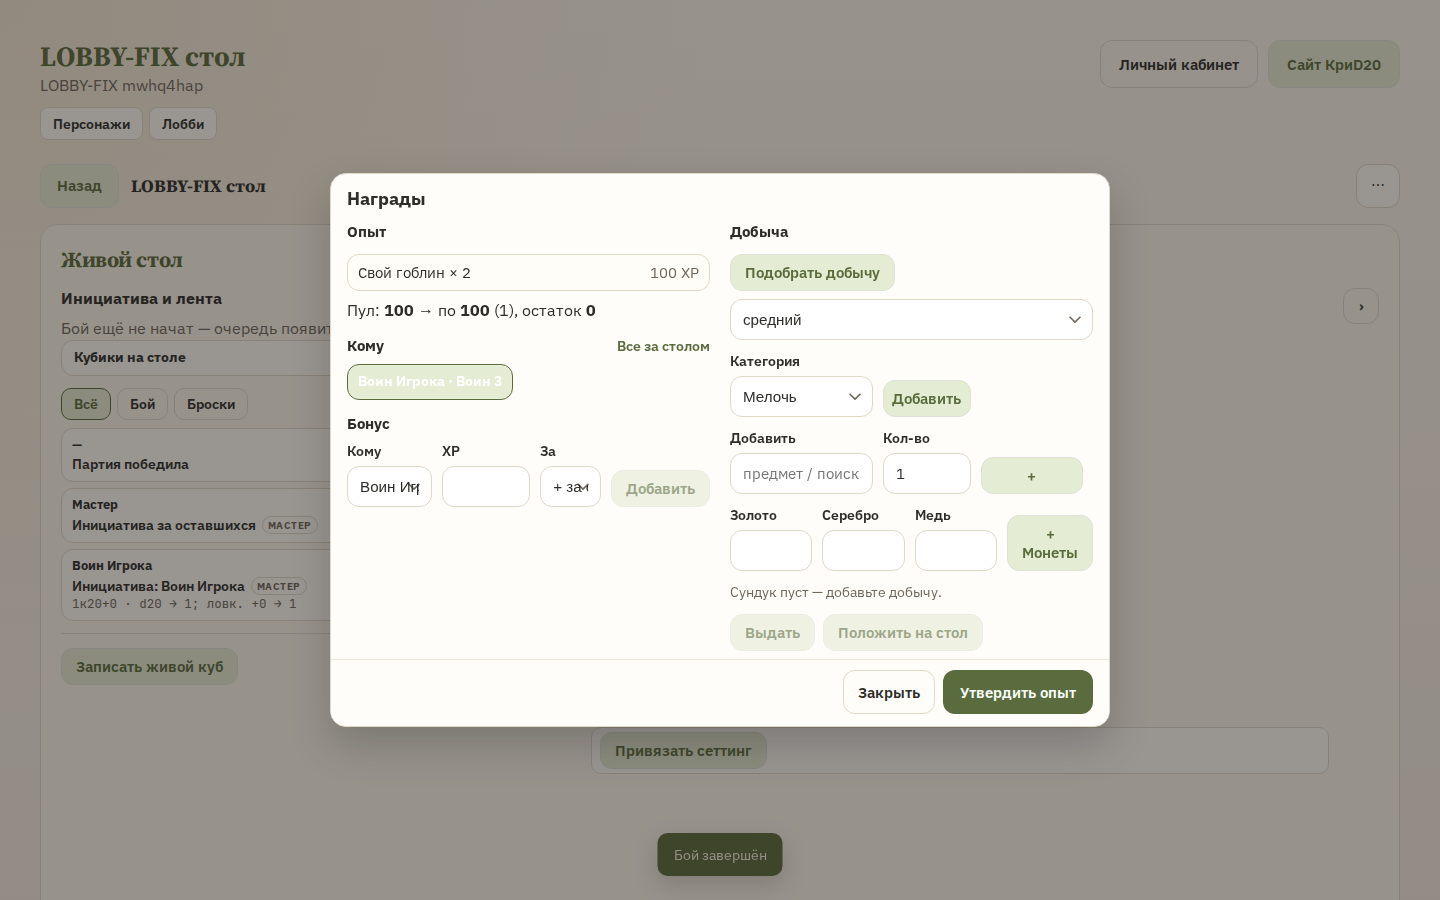 LOBBY-FIX стол
LOBBY-FIX mwhq4hap
Персонажи
Лобби
Личный кабинет
Сайт КриD20
Назад
LOBBY-FIX стол
...
Живой стол
Инициатива и лента
Бой ещё не начат — очередь появит
Кубики на столе
Всё
Бой
Броски
—
Партия победила
Мастер
Инициатива за оставшихся МАСТЕР
Воин Игрока
Инициатива: Воин Игрока МАСТЕР
1к20+0 · d20 → 1; ловк. +0 → 1
Записать живой куб
Награды
Опыт
Свой гоблин × 2
100 XP
Пул: 100 → по 100 (1), остаток 0
Кому
Все за столом
Воин Игрока · Воин 3
Бонус
Кому
XP
За
Воин Иг
+ за
Добавить
Добыча
Подобрать добычу
средний
Категория
Мелочь
Добавить
Добавить
Кол-во
предмет / поиск
1
+
Золото
Серебро
Медь
+
Монеты
Сундук пуст — добавьте добычу.
Выдать
Положить на стол
Закрыть
Утвердить опыт
›
Привязать сеттинг
Бой завершён